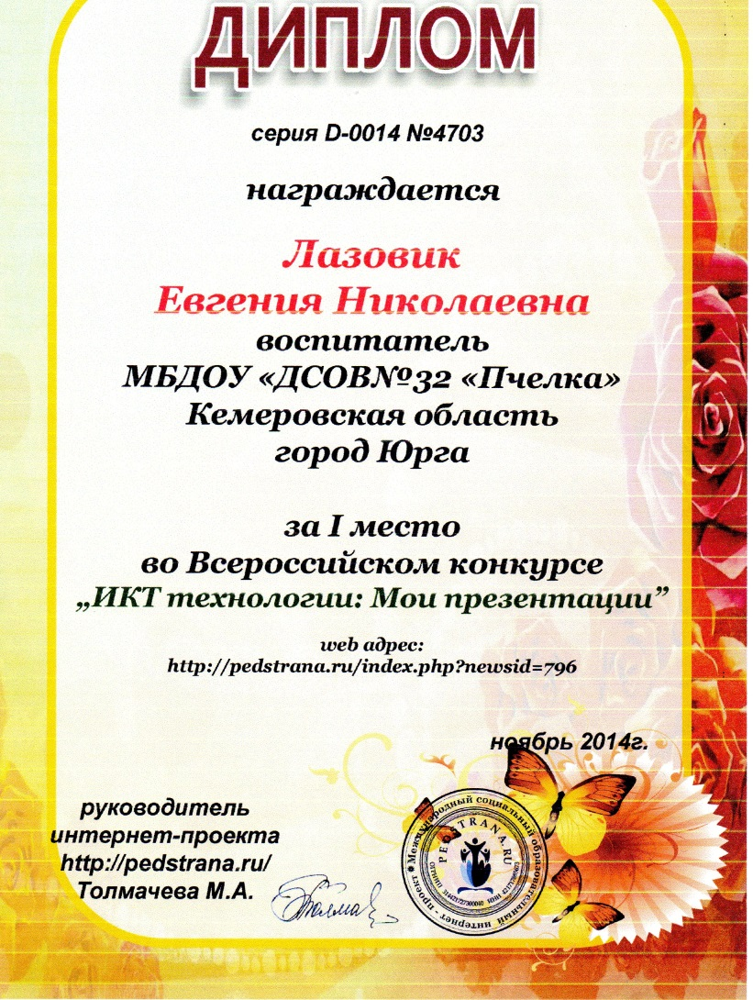 ДИПЛОМ
серия D-0014 №4703
награждается
Лазовик
Евгения Николаевна
воспитатель
МБДОУ «ДСОВ№32 «Пчелка»
Кемеровская область
город Юрга
за I место
во Всероссийском конкурсе
„ИКТ технологии: Мои презентации”
web адрес:
http://pedstrana.ru/index.php?newsid=796
ноябрь 2014г.
руководитель
интернет-проекта
http://pedstrana.ru/
Толмачева М.А.
Международный социальный образовательный интернет - проект
PEDSTRANA.RU